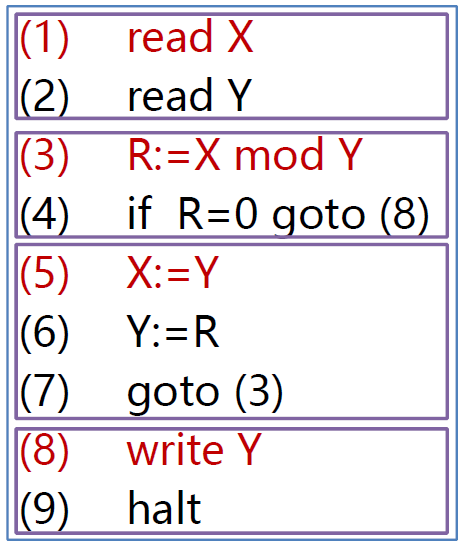 (1) read X
(2) read Y
(3) R:=X mod Y
(4) if R=0 goto (8)
(5) X:=Y
(6) Y:=R
(7) goto (3)
(8) write Y
(9) halt